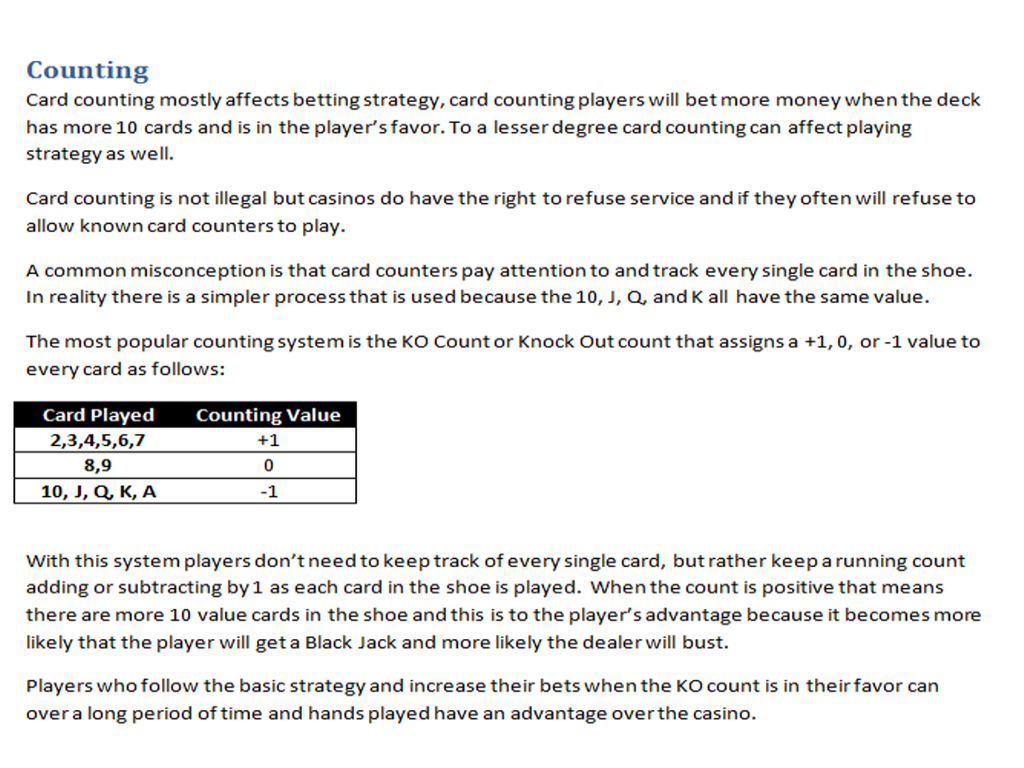 Counting
Card counting mostly affects betting strategy, card counting players will bet more money when the deck
has more 10 cards and is in the player's favor. To a lesser degree card counting can affect playing
strategy as well.
Card counting is not illegal but casinos do have the right to refuse service and if they often will refuse to
allow known card counters to play.
A common misconception is that card counters pay attention to and track every single card in the shoe.
In reality there is a simpler process that is used because the 10, J, Q, and K all have the same value.
The most popular counting system is the KO Count or Knock Out count that assigns a +1, 0, or -1 value to
every card as follows:
Card Played Counting Value
2,3,4,5,6,7 +1
8,9 0
10, J, Q, K, A -1
With this system players don't need to keep track of every single card, but rather keep a running count
adding or subtracting by 1 as each card in the shoe is played. When the count is positive that means
there are more 10 value cards in the shoe and this is to the player's advantage because it becomes more
likely that the player will get a Black Jack and more likely the dealer will bust.
Players who follow the basic strategy and increase their bets when the KO count is in their favor can
over a long period of time and hands played have an advantage over the casino.